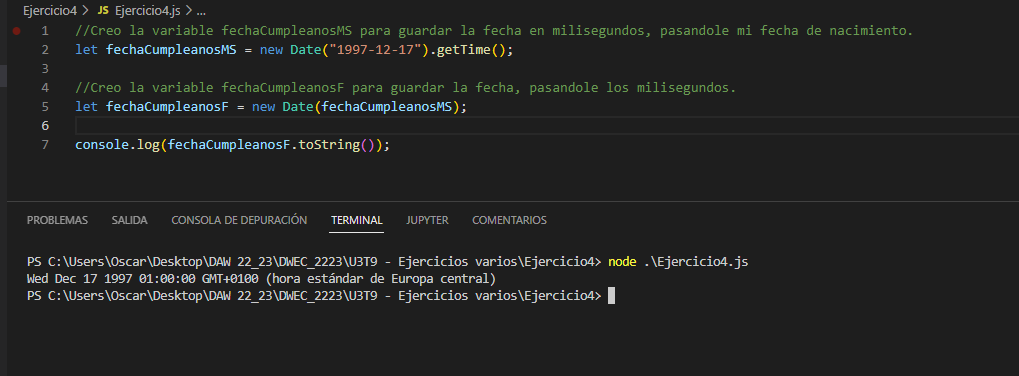 Ejercicio4 > JS Ejercicio4.js > ...
1 //Creo la variable fechaCumpleanosMS para guardar la fecha en milisegundos, pasandole mi fecha de nacimiento.
2 let fechaCumpleanosMS = new Date("1997-12-17").getTime();
3
4 //Creo la variable fechaCumpleanosF para guardar la fecha, pasandole los milisegundos.
5 let fechaCumpleanosF = new Date(fechaCumpleanosMS);
6
7 console.log(fechaCumpleanosF.toString());
PROBLEMAS SALIDA CONSOLA DE DEPURACIÓN TERMINAL JUPYTER COMENTARIOS
PS C:\Users\Oscar\Desktop\DAW 22_23\DWEC_2223\U3T9 - Ejercicios varios\Ejercicio4> node .\Ejercicio4.js
Wed Dec 17 1997 01:00:00 GMT+0100 (hora estándar de Europa central)
PS C:\Users\Oscar\Desktop\DAW 22_23\DWEC_2223\U3T9 - Ejercicios varios\Ejercicio4>